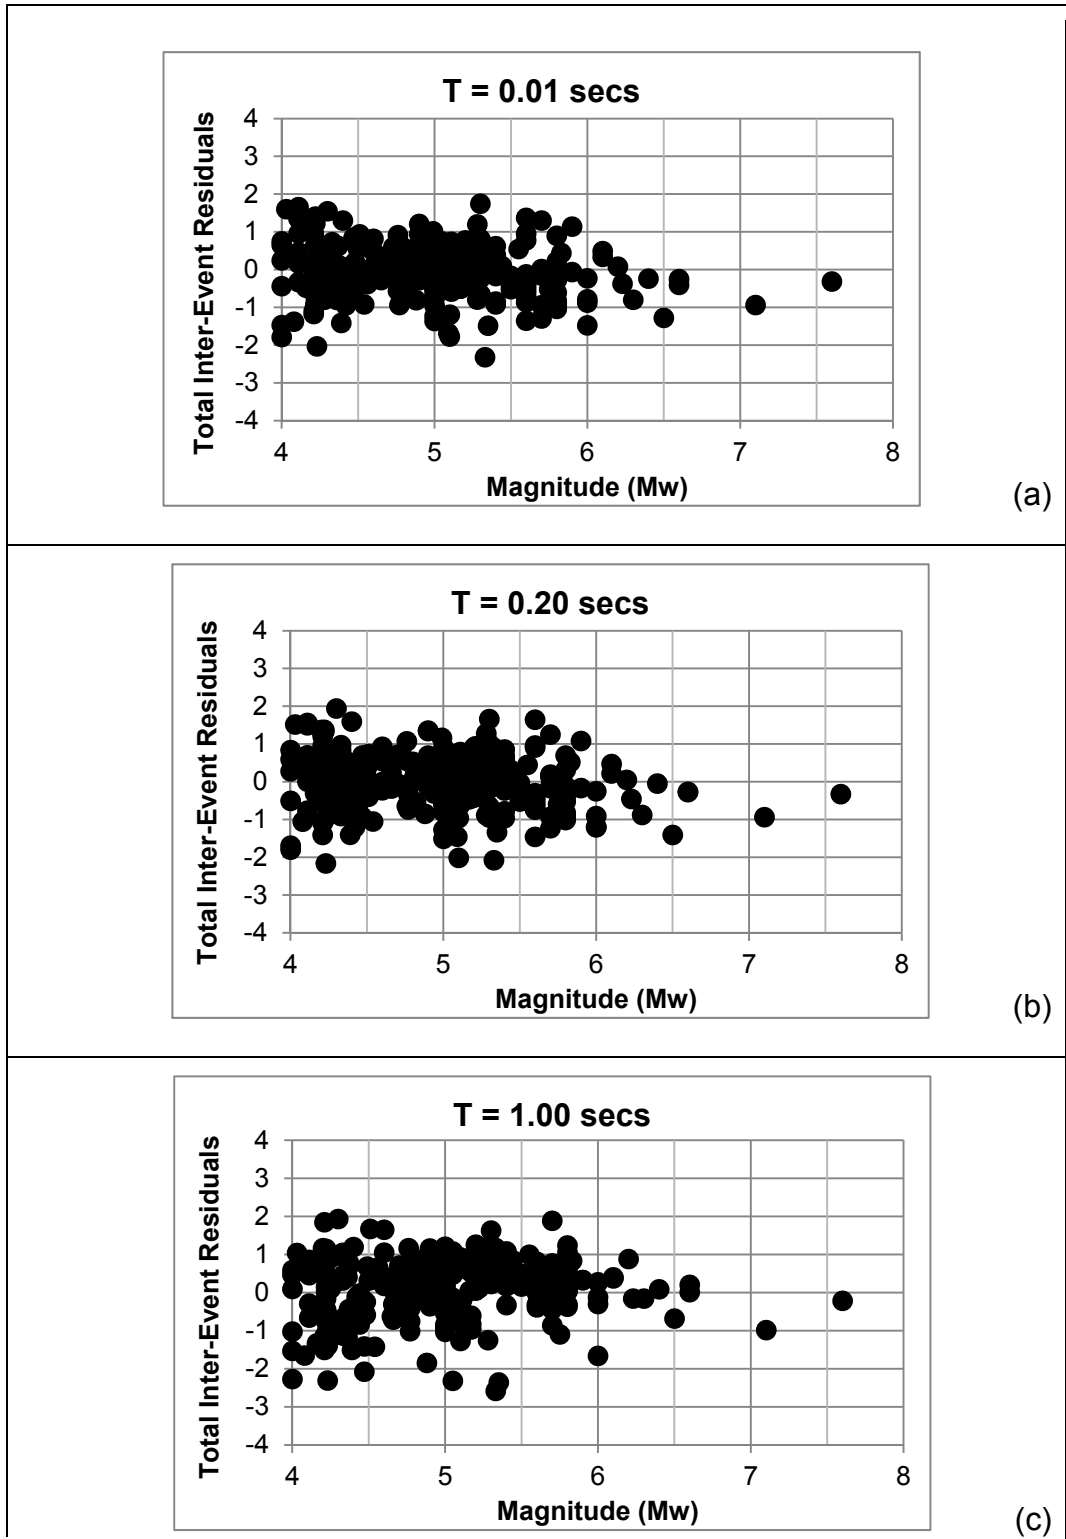 T = 0.01 secs
Total Inter-Event Residuals
4
3
2
1
0
-1
-2
-3
-4
4 5 6 7 8
Magnitude (Mw)
(a)
T = 0.20 secs
Total Inter-Event Residuals
4
3
2
1
0
-1
-2
-3
-4
4 5 6 7 8
Magnitude (Mw)
(b)
T = 1.00 secs
Total Inter-Event Residuals
4
3
2
1
0
-1
-2
-3
-4
4 5 6 7 8
Magnitude (Mw)
(c)